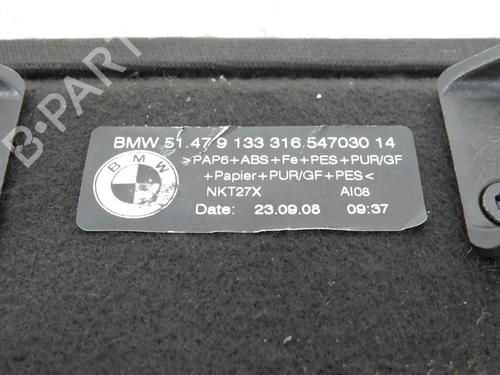 B-PARTS
BMW 51.47 9 133 316 547030 14
>PAP6+ABS+Fe+PES+PUR/GF
+Papier+PUR/GF+PES<
NKT27X AI08
Date: 23.09.08 09:37
BMW